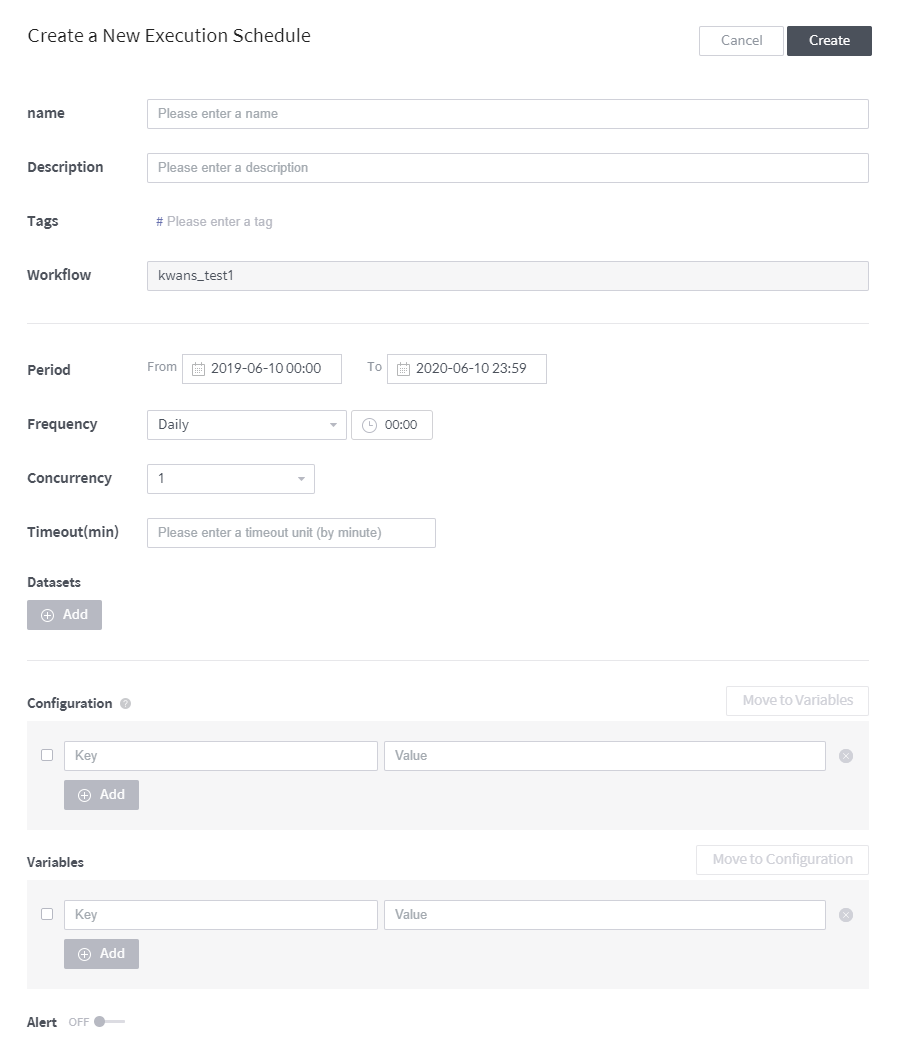 Create a New Execution Schedule
Cancel
Create
name
Please enter a name
Description
Please enter a description
Tags
# Please enter a tag
Workflow
kwans_test1
Period
From
2019-06-10 00:00
To
2020-06-10 23:59
Frequency
Daily
00:00
Concurrency
1
Timeout(min)
Please enter a timeout unit (by minute)
Datasets
Add
Configuration ?
Move to Variables
Key
Value
Add
Variables
Move to Configuration
Key
Value
Add
Alert
OFF